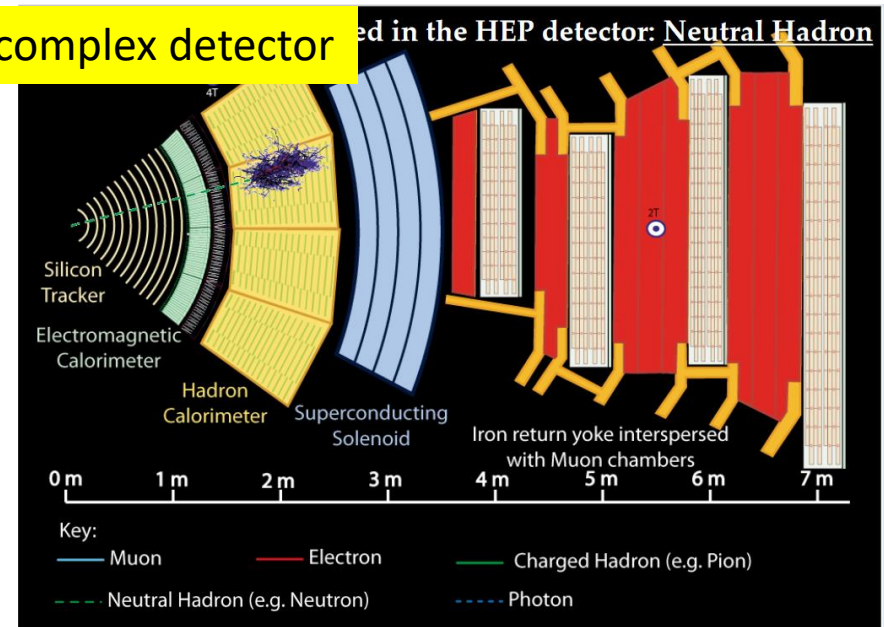 complex detector
ed in the HEP detector: Neutral Hadron
4T
2T
Silicon
Tracker
Electromagnetic
Calorimeter
Hadron
Calorimeter
Superconducting
Solenoid
Iron return yoke interspersed
with Muon chambers
0 m 1 m 2 m 3 m 4 m 5 m 6 m 7 m
Key:
Muon Electron Charged Hadron (e.g. Pion)
Neutral Hadron (e.g. Neutron) Photon